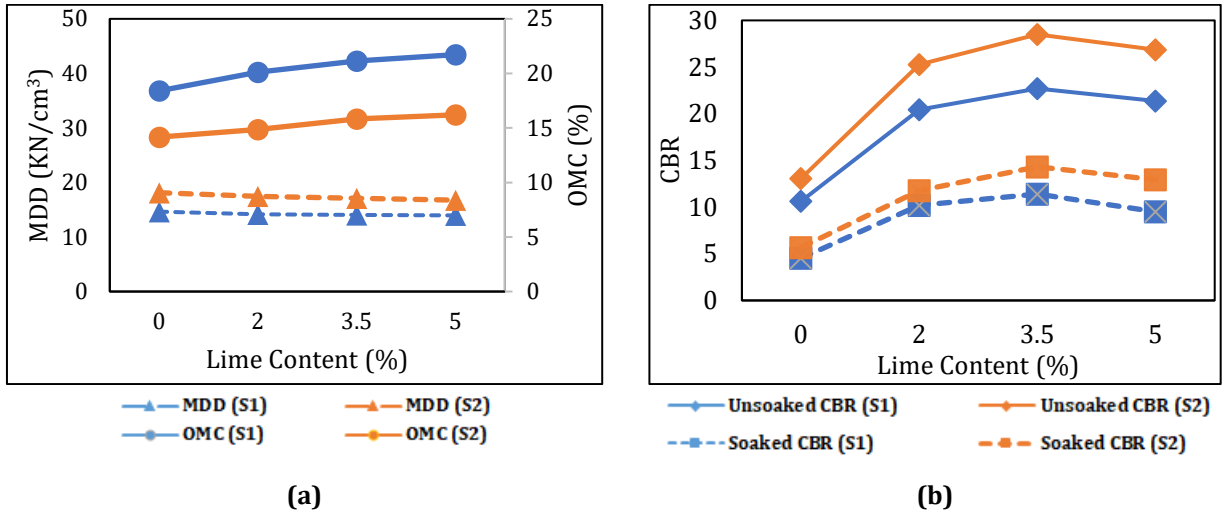 50
40
30
20
10
0
MDD (KN/cm³)
25
20
15
10
5
0
OMC (%)
0 2 3.5 5
Lime Content (%)
MDD (S1) MDD (S2)
OMC (S1) OMC (S2)
(a)
30
25
20
15
10
5
0
CBR
0 2 3.5 5
Lime Content (%)
Unsoaked CBR (S1) Unsoaked CBR (S2)
Soaked CBR (S1) Soaked CBR (S2)
(b)